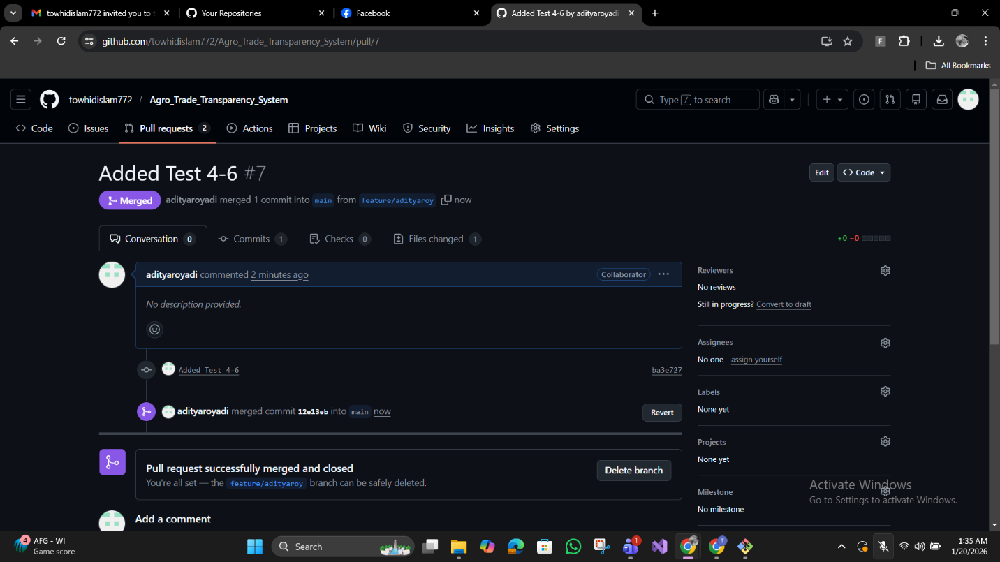 towhidislam772 invited you to t
Your Repositories
Facebook
Added Test 4-6 by adityaroyadi
github.com/towhidislam772/Agro_Trade_Transparency_System/pull/7
F
All Bookmarks
towhidislam772 / Agro_Trade_Transparency_System
Type / to search
Code
Issues
Pull requests 2
Actions
Projects
Wiki
Security
Insights
Settings
Added Test 4-6 #7
Edit
Code
Merged
adityaroyadi merged 1 commit into main from feature/adityaroy now
Conversation 0
Commits 1
Checks 0
Files changed 1
+0 −0
adityaroyadi commented 2 minutes ago
Collaborator
No description provided.
Added Test 4-6
ba3e727
adityaroyadi merged commit 12e13eb into main now
Revert
Pull request successfully merged and closed
You're all set — the feature/adityaroy branch can be safely deleted.
Delete branch
Add a comment
Reviewers
No reviews
Still in progress? Convert to draft
Assignees
No one—assign yourself
Labels
None yet
Projects
None yet
Milestone
No milestone
Activate Windows
Go to Settings to activate Windows.
4
AFG - WI
Game score
Search
1
T
1:35 AM
1/20/2026